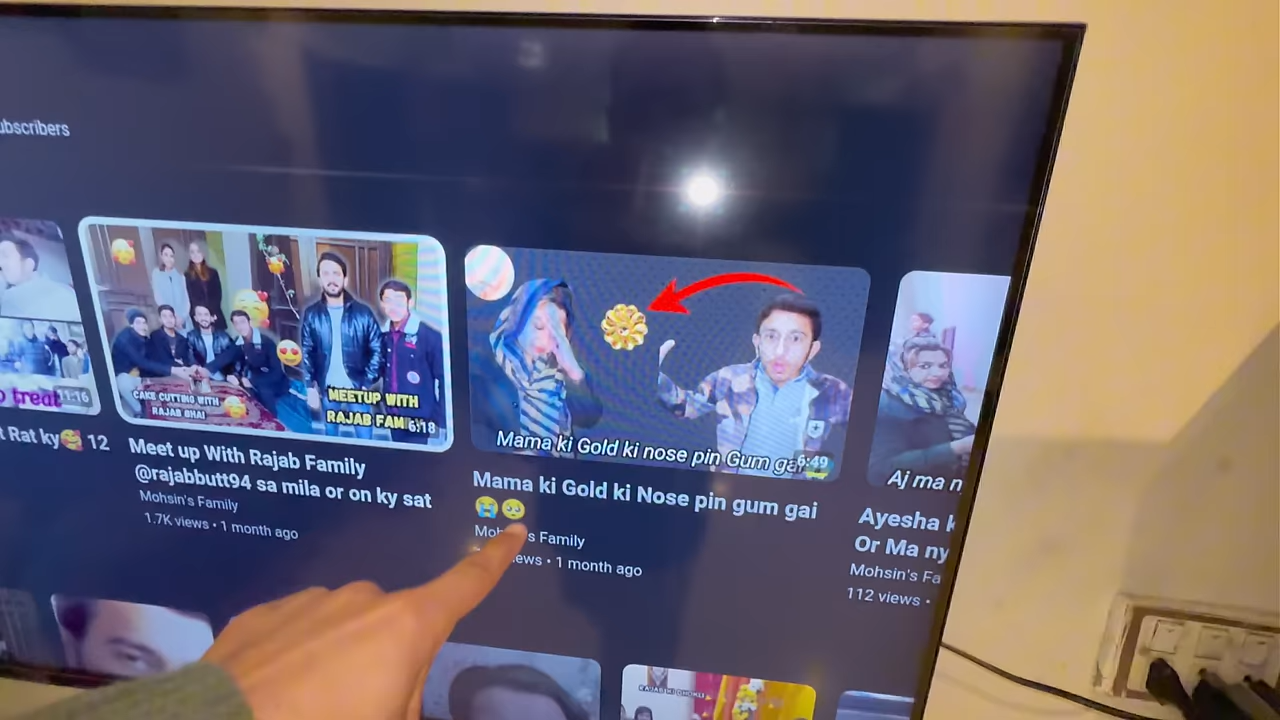 ubscribers
o treat
11:16
t Rat ky🥰 12
CAKE CUTTING WITH
RAJAB BHAI
MEETUP WITH
RAJAB FAM
6:18
Meet up With Rajab Family
@rajabbutt94 sa mila or on ky sat
Mohsin's Family
1.7K views • 1 month ago
Mama ki Gold ki nose pin Gum ga
6:49
Mama ki Gold ki Nose pin gum gai
😭🥺
Moh s Family
ews • 1 month ago
Aj ma n
Ayesha k
Or Ma ny
Mohsin's Fa
112 views •